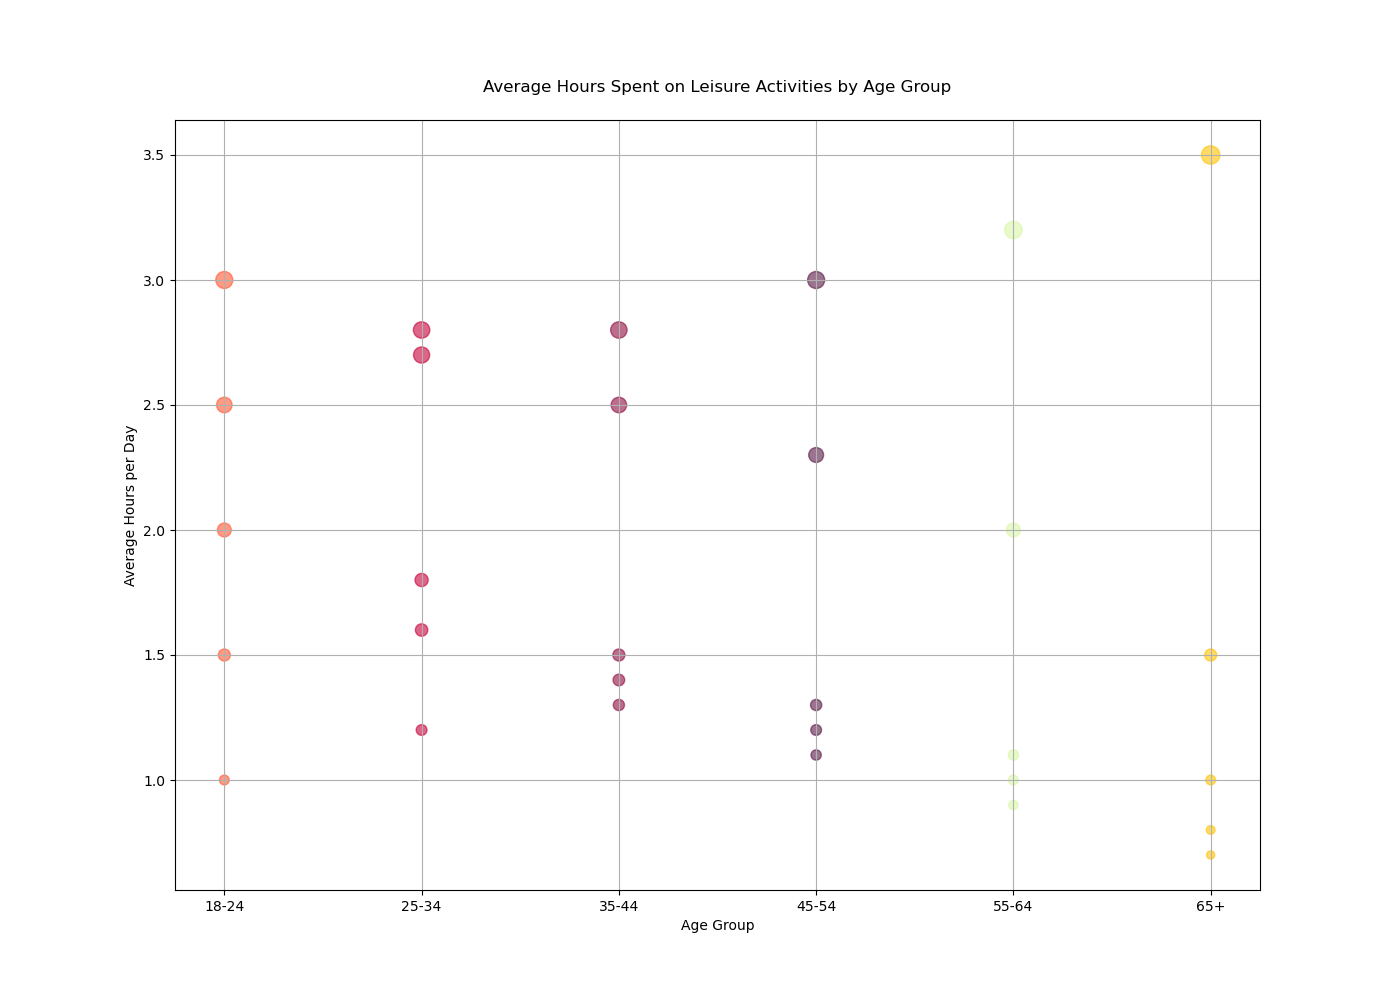 Average Hours Spent on Leisure Activities by Age Group
Average Hours per Day
3.5
3.0
2.5
2.0
1.5
1.0
18-24 25-34 35-44 45-54 55-64 65+
Age Group